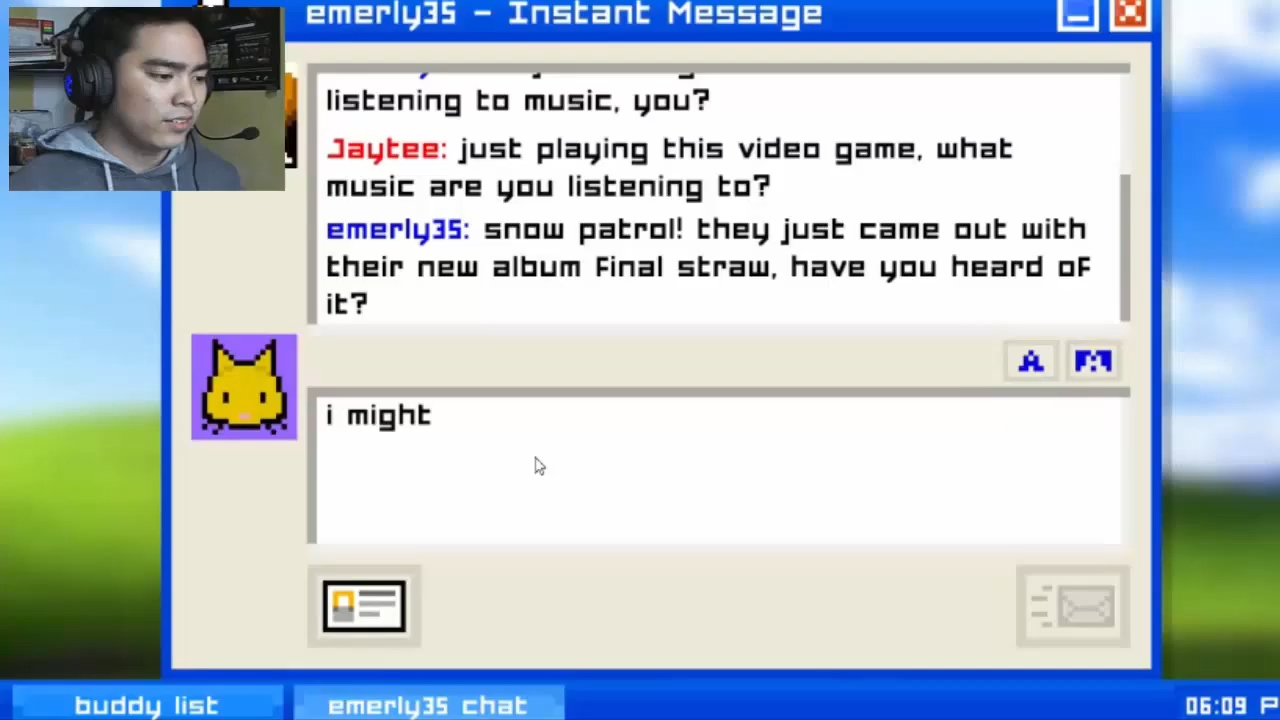 emerly35 - Instant Message
listening to music, you?
Jaytee: just playing this video game, what
music are you listening to?
emerly35: snow patrol! they just came out with
their new album final straw, have you heard of
it?
i might
buddy list
emerly35 chat
06:09 P